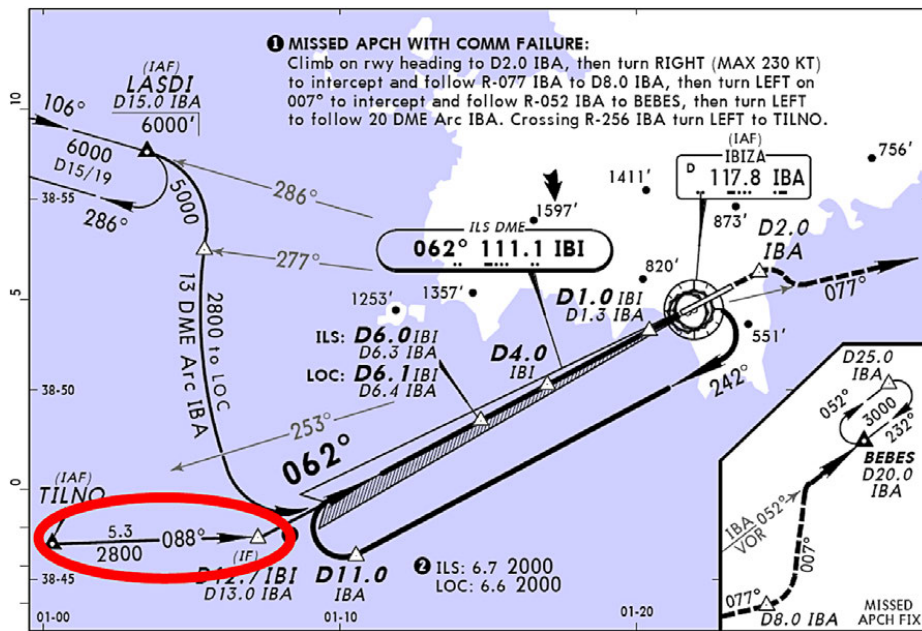 ❶ MISSED APCH WITH COMM FAILURE:
Climb on rwy heading to D2.0 IBA, then turn RIGHT (MAX 230 KT)
to intercept and follow R-077 IBA to D8.0 IBA, then turn LEFT on
007° to intercept and follow R-052 IBA to BEBES, then turn LEFT
to follow 20 DME Arc IBA. Crossing R-256 IBA turn LEFT to TILNO.
(IAF)
LASDI
D15.0 IBA
6000'
10
106°
6000
D15/19
286°
38-55
5000
286°
277°
13 DME Arc IBA
2800 to LOC
253°
(IAF)
IBIZA
D 117.8 IBA
756'
1411'
1597'
873'
ILS DME
062° 111.1 IBI
D2.0
IBA
820'
1357'
1253'
5
D1.0 IBI
D1.3 IBA
077°
551'
ILS: D6.0 IBI
D6.3 IBA
LOC: D6.1 IBI
D6.4 IBA
D4.0
IBI
38-50
242°
062°
0
(IAF)
TILNO
5.3
2800
088°
(IF)
D12.7 IBI
D13.0 IBA
D11.0
IBA
❷ ILS: 6.7 2000
LOC: 6.6 2000
38-45
01-00
01-10
01-20
D25.0
IBA
052°
3000
232°
BEBES
D20.0
IBA
IBA
VOR
052°
007°
077°
D8.0 IBA
MISSED
APCH FIX